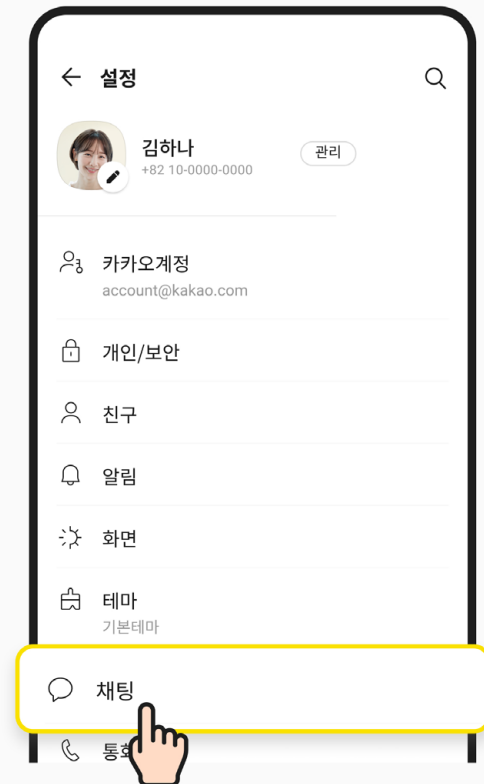 설정
김하나
관리
+82 10-0000-0000
카카오계정
account@kakao.com
개인/보안
친구
알림
화면
테마
기본테마
채팅